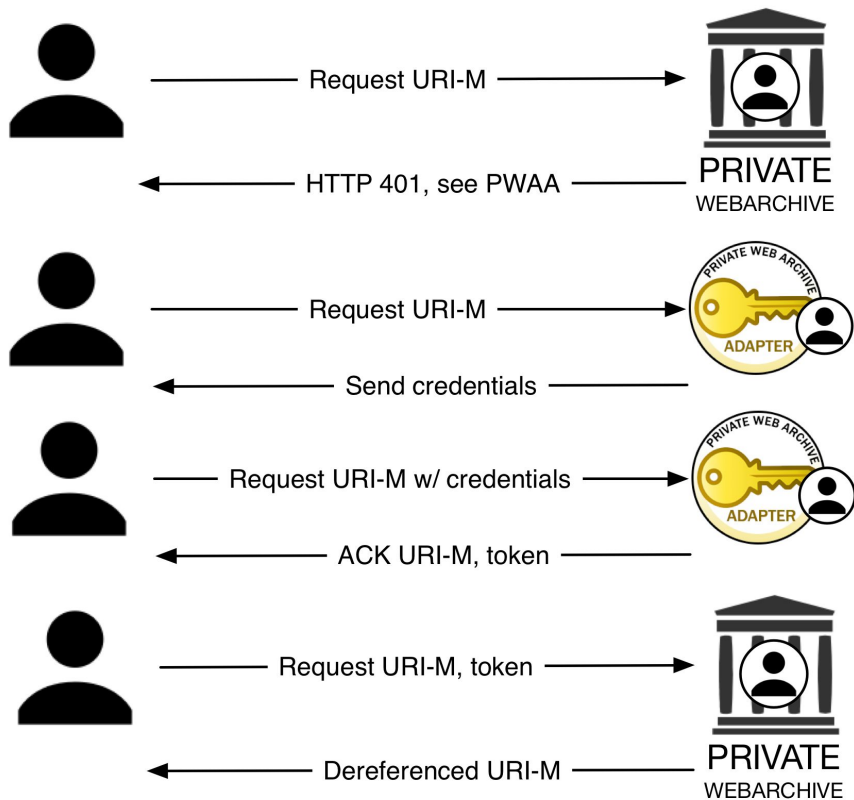 Request URI-M
HTTP 401, see PWAA
PRIVATE
WEBARCHIVE
Request URI-M
PRIVATE WEB ARCHIVE
ADAPTER
Send credentials
Request URI-M w/ credentials
PRIVATE WEB ARCHIVE
ADAPTER
ACK URI-M, token
Request URI-M, token
Dereferenced URI-M
PRIVATE
WEBARCHIVE